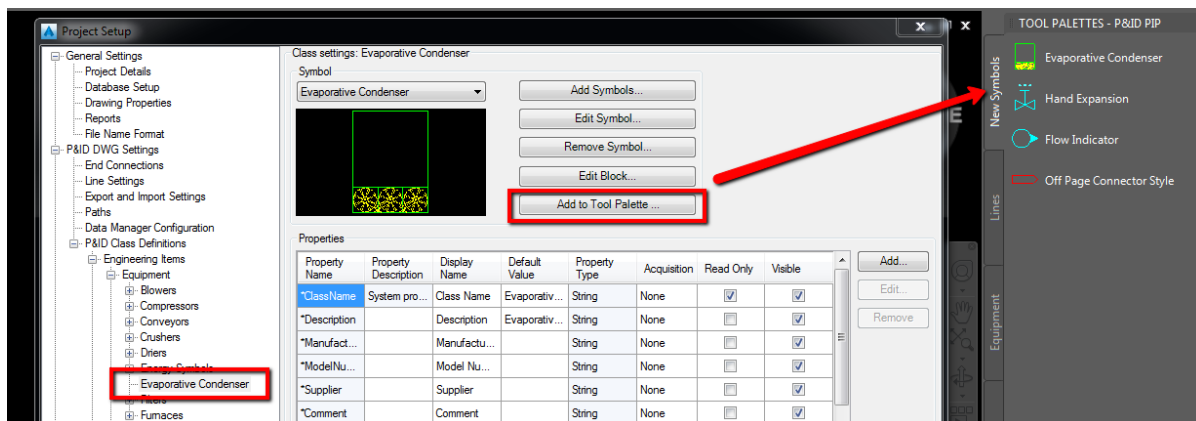 Project Setup
General Settings
Project Details
Database Setup
Drawing Properties
Reports
File Name Format
P&ID DWG Settings
End Connections
Line Settings
Export and Import Settings
Paths
Data Manager Configuration
P&ID Class Definitions
Engineering Items
Equipment
Blowers
Compressors
Conveyors
Crushers
Driers
Energy Symbols
Evaporative Condenser
Filters
Furnaces
Class settings: Evaporative Condenser
Symbol
Evaporative Condenser
Add Symbols...
Edit Symbol...
Remove Symbol...
Edit Block...
Add to Tool Palette ...
Properties
Property Name Property Description Display Name Default Value Property Type Acquisition Read Only Visible
*ClassName System pro... Class Name Evaporativ... String None
*Description Description Evaporativ... String None
*Manufact... Manufactu... String None
*ModelNu... Model Nu... String None
*Supplier Supplier String None
*Comment Comment String None
Add...
Edit...
Remove
X
x
E
TOOL PALETTES - P&ID PIP
New Symbols
Lines
Equipment
Evaporative Condenser
Hand Expansion
Flow Indicator
Off Page Connector Style